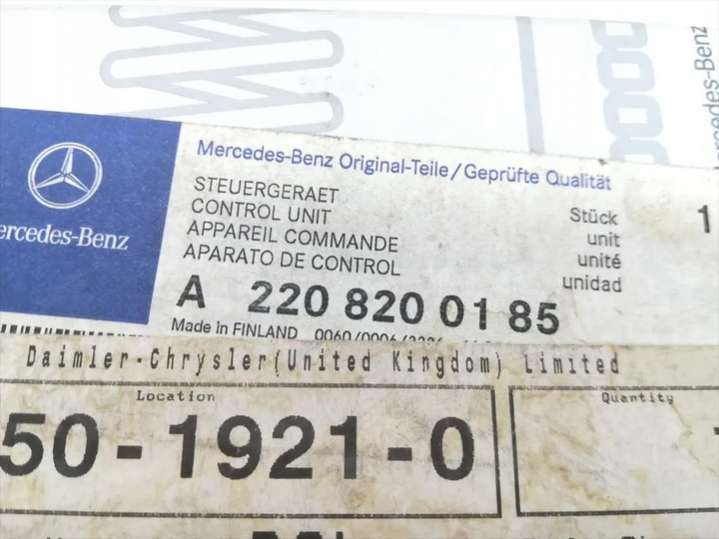 Mercedes-Benz
Mercedes-Benz Original-Teile/Geprüfte Qualität
STEUERGERAET
CONTROL UNIT
APPAREIL COMMANDE
APARATO DE CONTROL
Stück 1
unit
unité
unidad
A 220 820 01 85
Made in FINLAND
Daimler-Chrysler(United Kingdom) Limited
Location
50-1921-0
Quantity